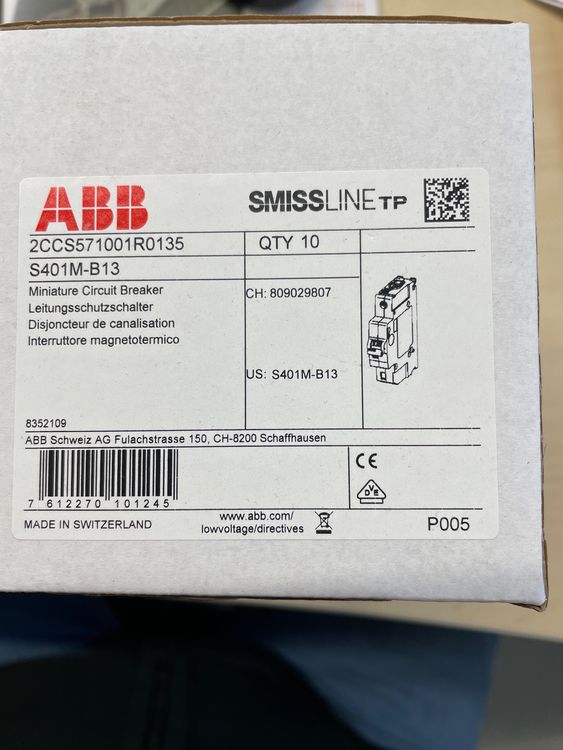 ABB
SMISSLINE TP
2CCS571001R0135
QTY 10
S401M-B13
Miniature Circuit Breaker
Leitungsschutzschalter
Disjoncteur de canalisation
Interruttore magnetotermico
CH: 809029807
US: S401M-B13
8352109
ABB Schweiz AG Fulachstrasse 150, CH-8200 Schaffhausen
7 612270 101245
CE
DVE
MADE IN SWITZERLAND
www.abb.com/
lowvoltage/directives
P005